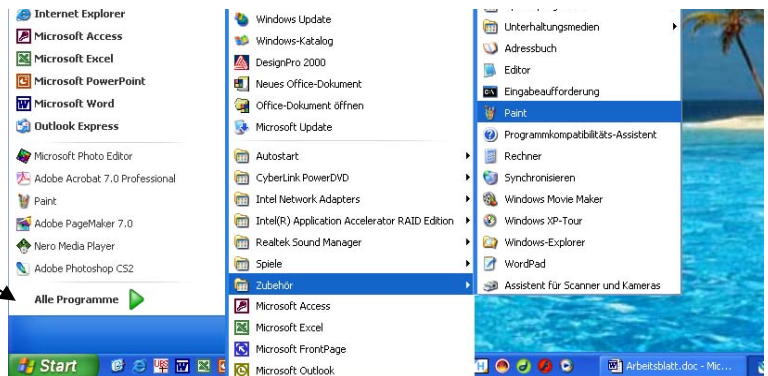 Internet Explorer
Microsoft Access
Microsoft Excel
Microsoft PowerPoint
Microsoft Word
Outlook Express
Microsoft Photo Editor
Adobe Acrobat 7.0 Professional
Paint
Adobe PageMaker 7.0
Nero Media Player
Adobe Photoshop CS2
Alle Programme
Start
Windows Update
Windows-Katalog
DesignPro 2000
Neues Office-Dokument
Office-Dokument öffnen
Microsoft Update
Autostart
CyberLink PowerDVD
Intel Network Adapters
Intel(R) Application Accelerator RAID Edition
Realtek Sound Manager
Spiele
Zubehör
Microsoft Access
Microsoft Excel
Microsoft FrontPage
Microsoft Outlook
Unterhaltungsmedien
Adressbuch
Editor
Eingabeaufforderung
Paint
Programmkompatibilitäts-Assistent
Rechner
Synchronisieren
Windows Movie Maker
Windows XP-Tour
Windows-Explorer
WordPad
Assistent für Scanner und Kameras
Arbeitsblatt.doc - Mic...